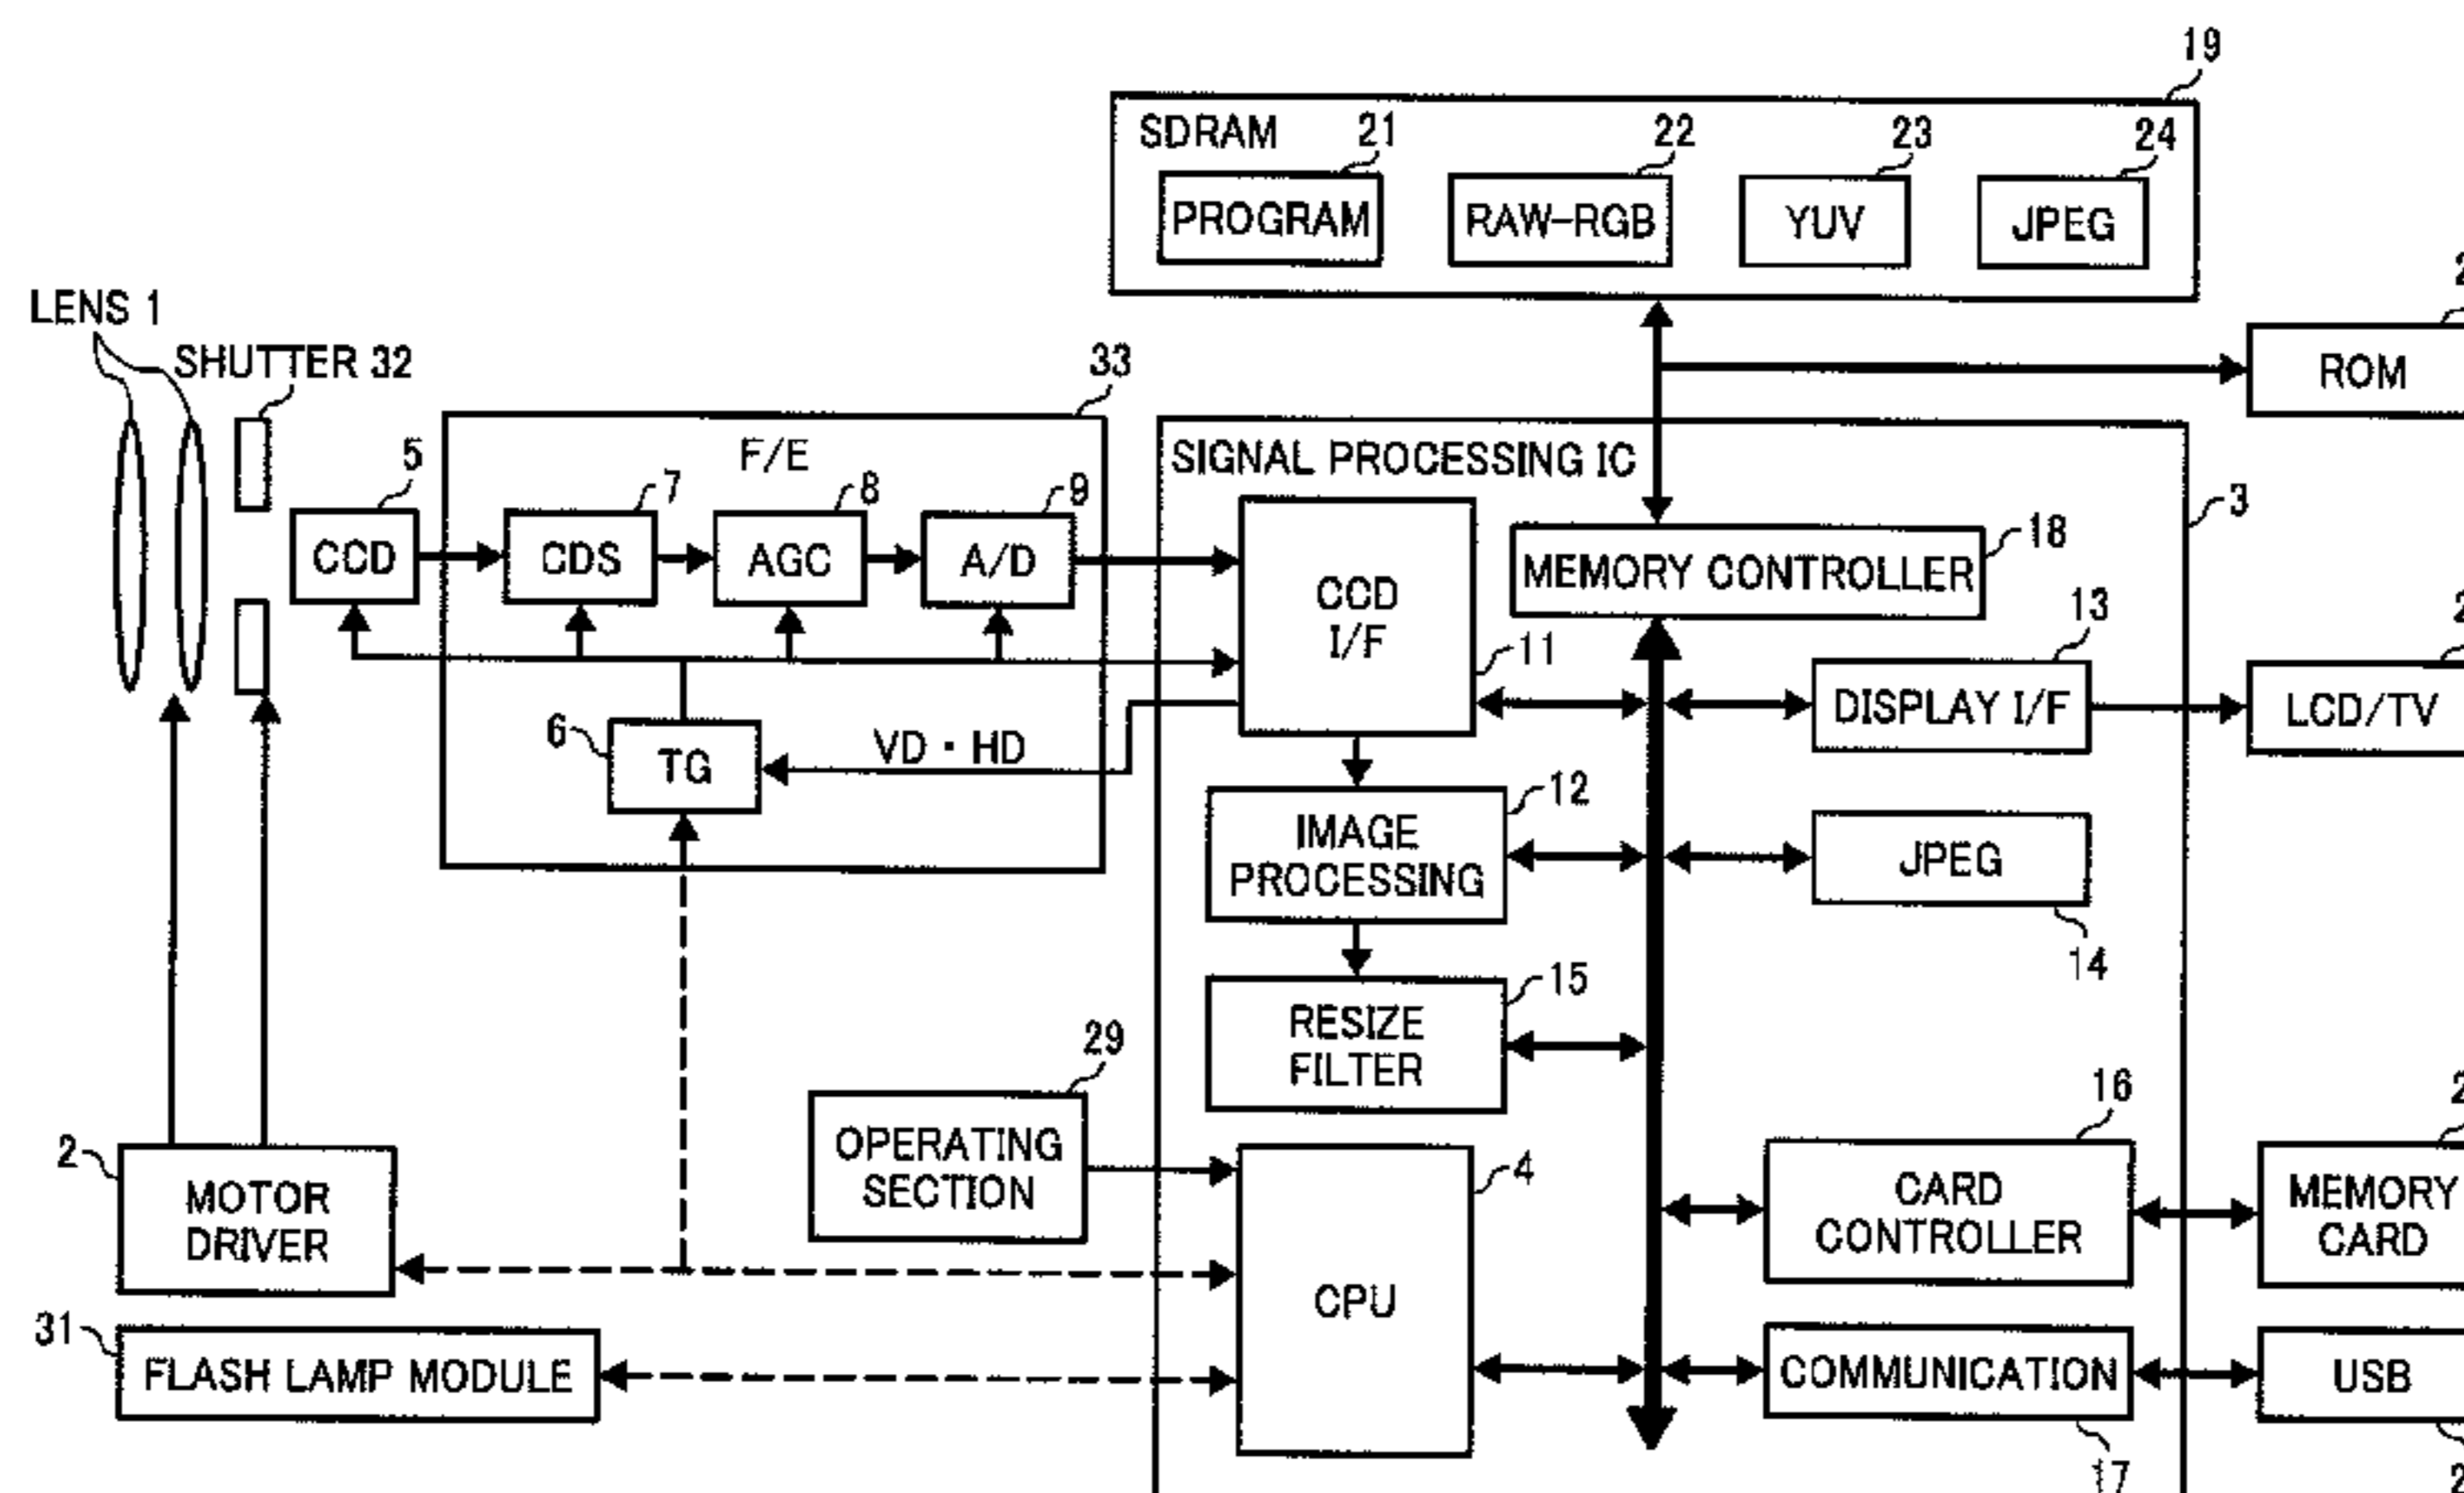 19
SDRAM
21
22
23
24
PROGRAM
RAW-RGB
YUV
JPEG
LENS 1
SHUTTER 32
33
ROM
5
F/E
SIGNAL PROCESSING IC
3
7
8
9
18
CCD
CDS
AGC
A/D
CCD
I/F
MEMORY CONTROLLER
11
13
6
TG
VD・HD
DISPLAY I/F
LCD/TV
12
IMAGE
PROCESSING
JPEG
14
15
RESIZE
FILTER
29
OPERATING
SECTION
16
2
MOTOR
DRIVER
4
CPU
CARD
CONTROLLER
MEMORY
CARD
31
FLASH LAMP MODULE
COMMUNICATION
USB
17